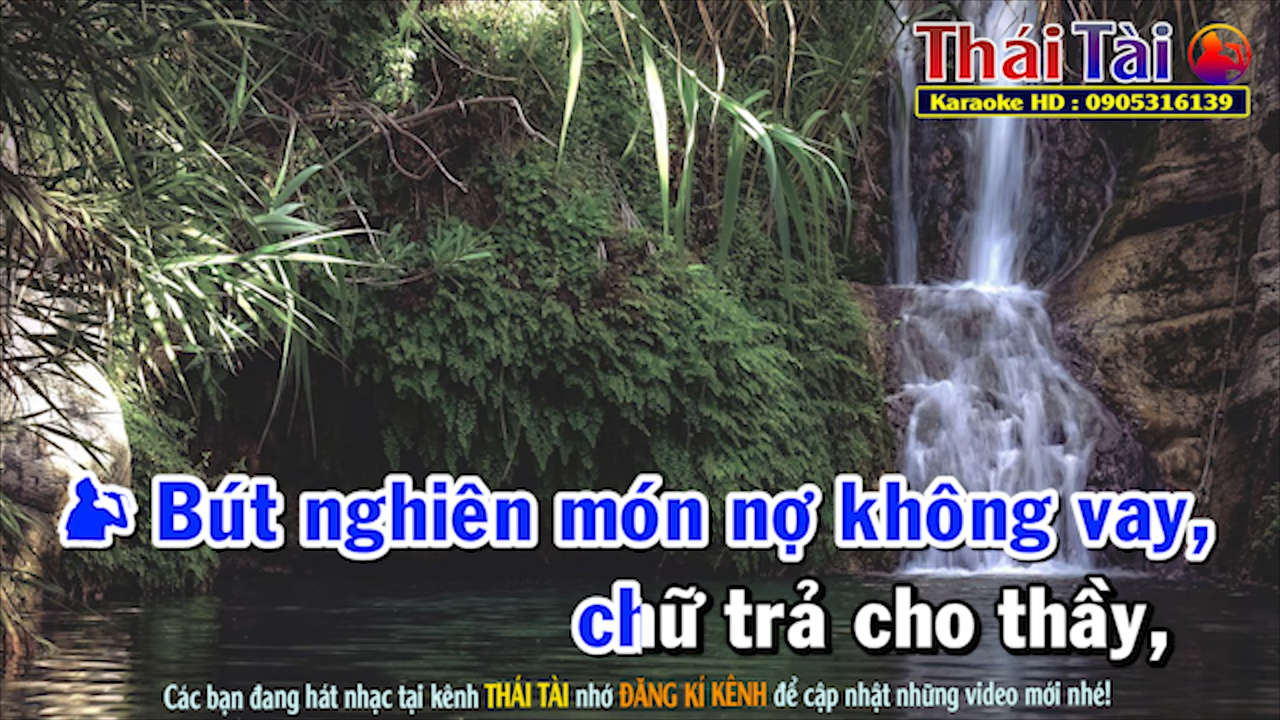 Thái Tài
Karaoke HD : 0905316139
Bút nghiên món nợ không vay,
chữ trả cho thầy,
Các bạn đang hát nhạc tại kênh THÁI TÀI nhớ ĐĂNG KÍ KÊNH để cập nhật những video mới nhé!